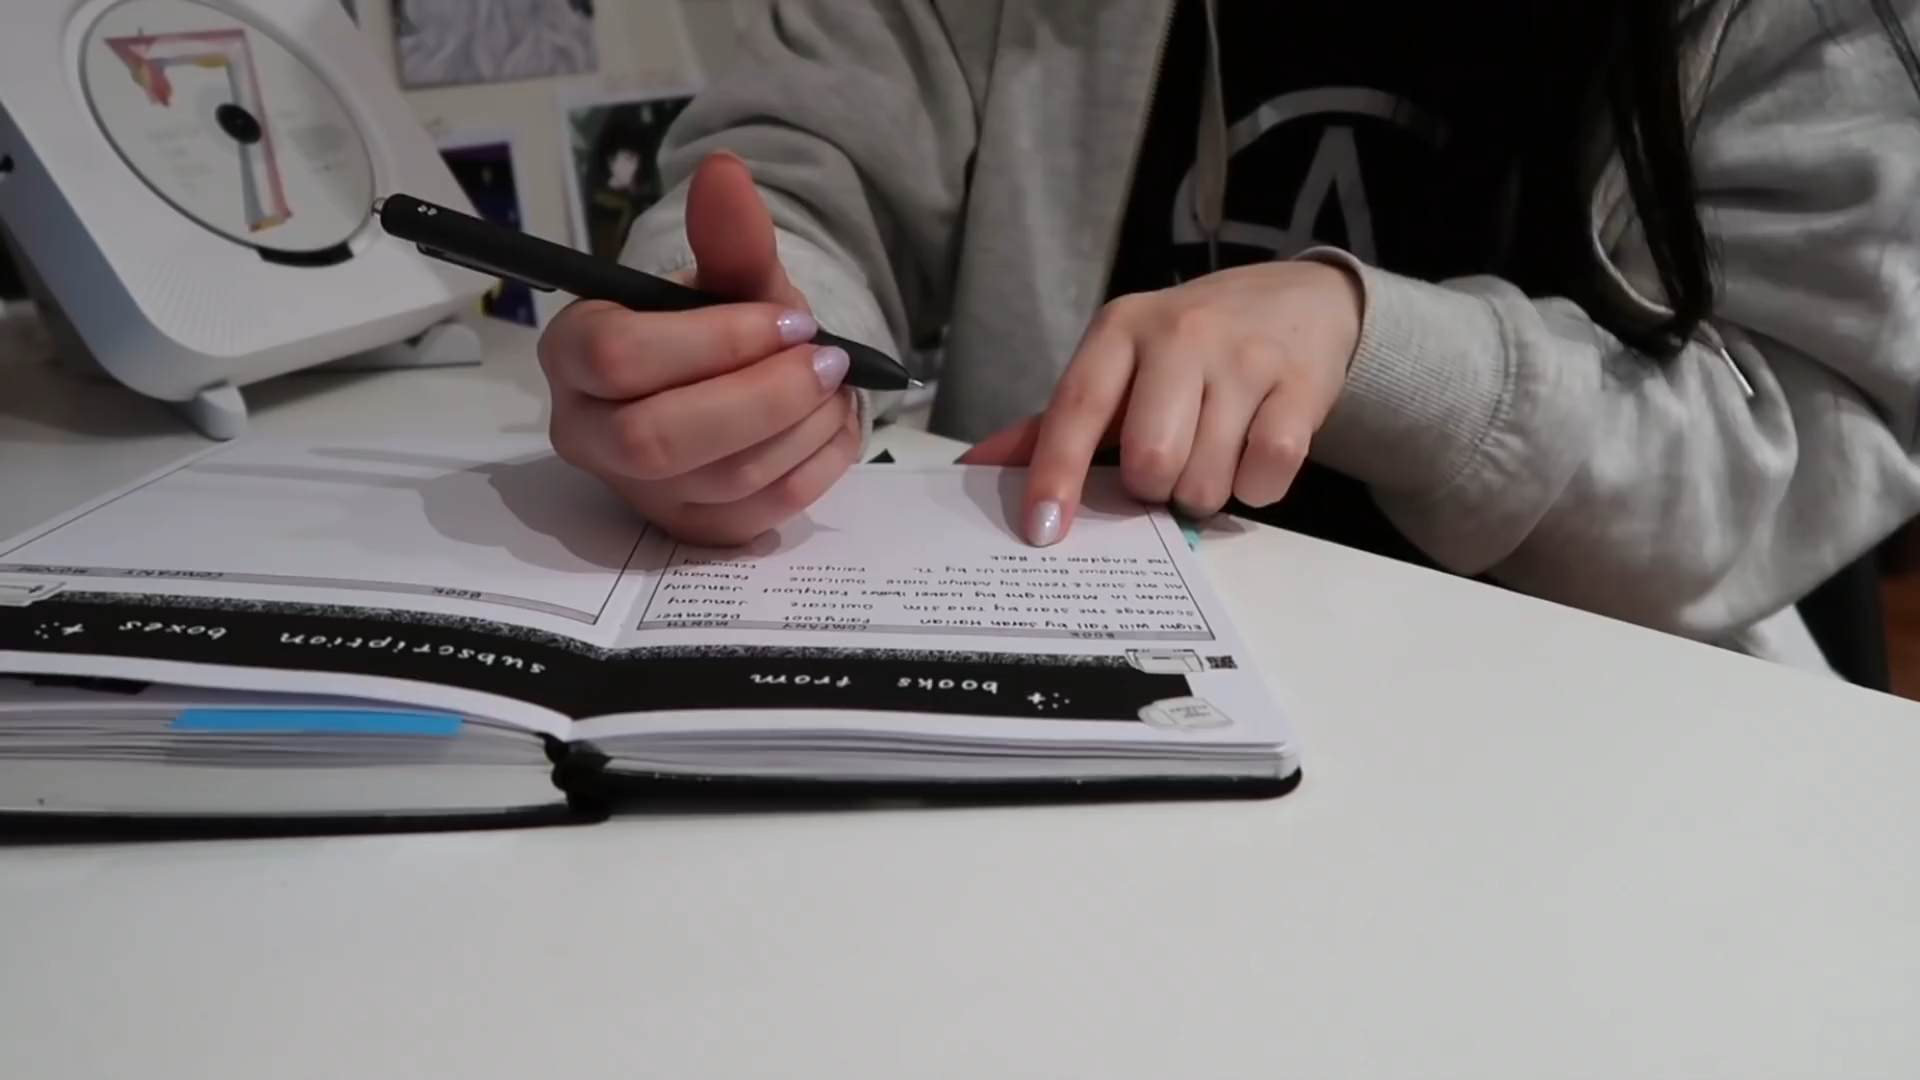 books from subscription boxes
BOOK COMPANY MONTH
Eight Will Fall by Sarah Harian Fairyloot December
Scavenge the Stars by Tara Sim Owlcrate January
Woven in Moonlight by Isabel Ibañez Fairyloot January
All the Stars & Teeth by Adalyn Grace Owlcrate February
The Shadows Between Us by TL Fairyloot February
The Kingdom of Back
BOOK COMPANY MONTH